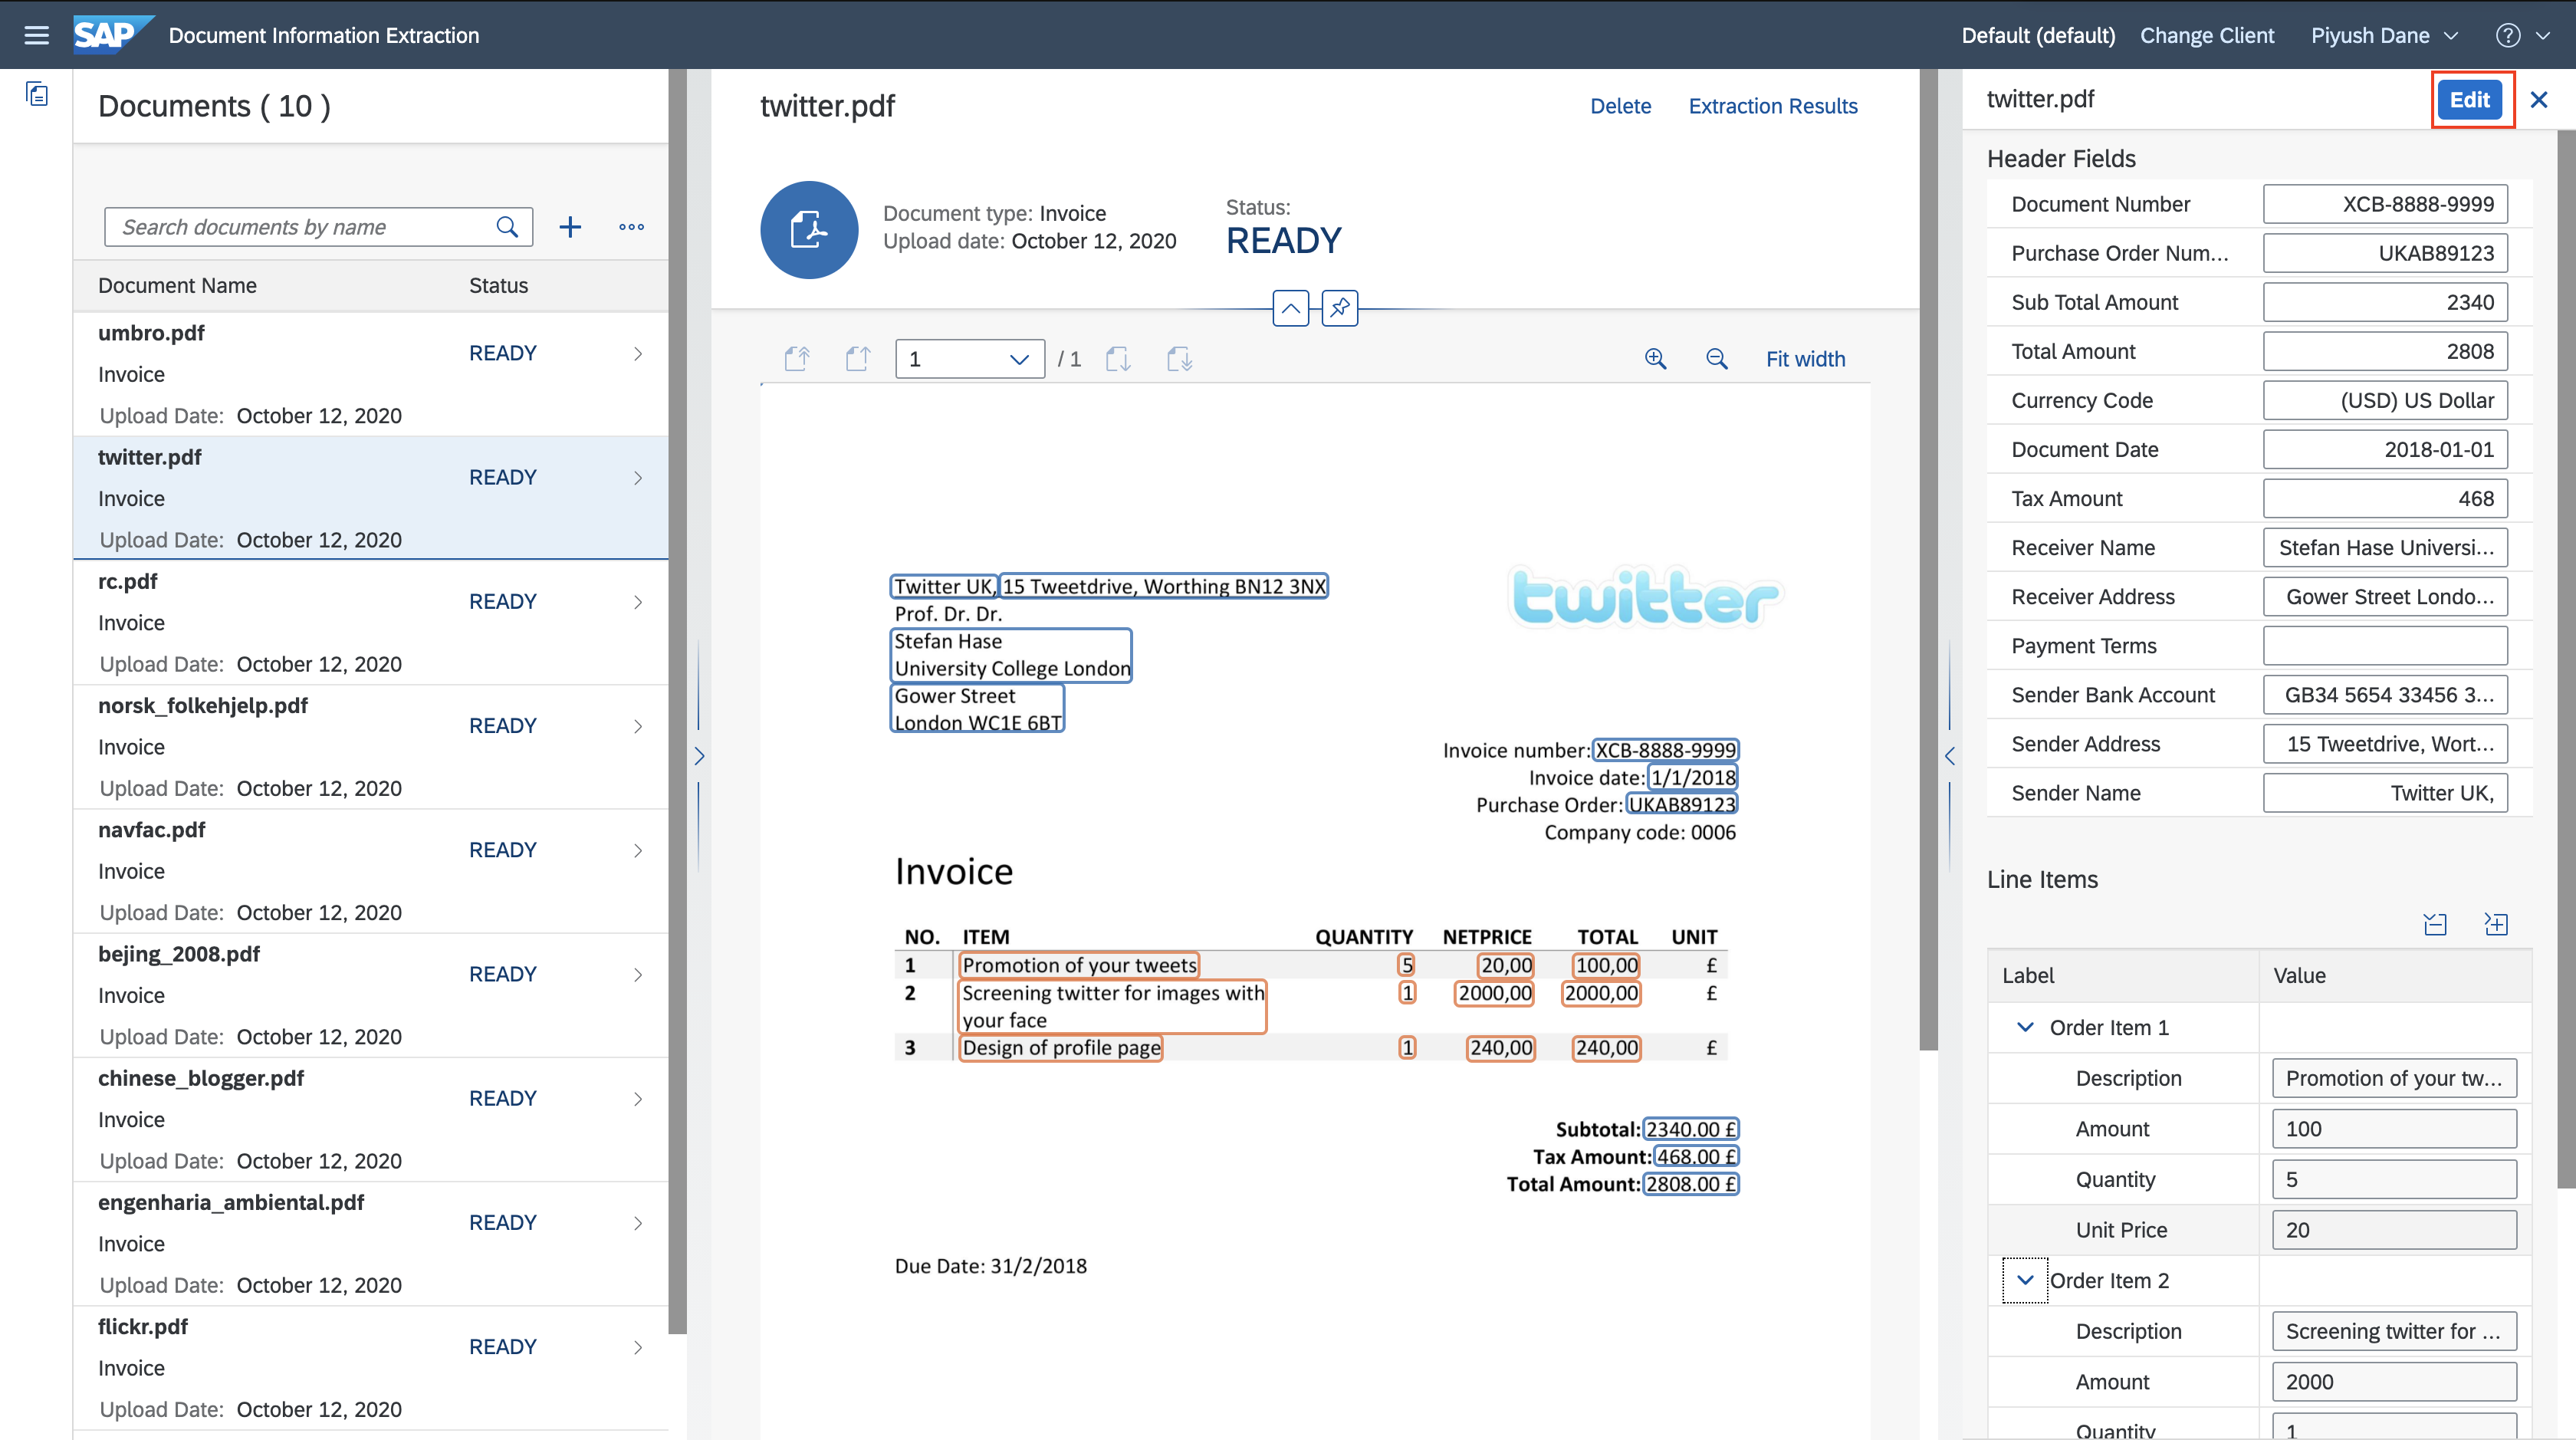 SAP Document Information Extraction
Default (default) Change Client Piyush Dane ?
Documents ( 10 )
Search documents by name
Document Name Status
umbro.pdf
READY
Invoice
Upload Date: October 12, 2020
twitter.pdf
READY
Invoice
Upload Date: October 12, 2020
rc.pdf
READY
Invoice
Upload Date: October 12, 2020
norsk_folkehjelp.pdf
READY
Invoice
Upload Date: October 12, 2020
navfac.pdf
READY
Invoice
Upload Date: October 12, 2020
bejing_2008.pdf
READY
Invoice
Upload Date: October 12, 2020
chinese_blogger.pdf
READY
Invoice
Upload Date: October 12, 2020
engenharia_ambiental.pdf
READY
Invoice
Upload Date: October 12, 2020
flickr.pdf
READY
Invoice
Upload Date: October 12, 2020
twitter.pdf Delete Extraction Results
Document type: Invoice
Upload date: October 12, 2020
Status:
READY
1 / 1 Fit width
twitter
Twitter UK, 15 Tweetdrive, Worthing BN12 3NX
Prof. Dr. Dr.
Stefan Hase
University College London
Gower Street
London WC1E 6BT
Invoice number: XCB-8888-9999
Invoice date: 1/1/2018
Purchase Order: UKAB89123
Company code: 0006
Invoice
NO. ITEM QUANTITY NETPRICE TOTAL UNIT
1 Promotion of your tweets 5 20,00 100,00 £
2 Screening twitter for images with 1 2000,00 2000,00 £
your face
3 Design of profile page 1 240,00 240,00 £
Subtotal: 2340.00 £
Tax Amount: 468.00 £
Total Amount: 2808.00 £
Due Date: 31/2/2018
twitter.pdf Edit
Header Fields
Document Number XCB-8888-9999
Purchase Order Num... UKAB89123
Sub Total Amount 2340
Total Amount 2808
Currency Code (USD) US Dollar
Document Date 2018-01-01
Tax Amount 468
Receiver Name Stefan Hase Universi...
Receiver Address Gower Street Londo...
Payment Terms
Sender Bank Account GB34 5654 33456 3...
Sender Address 15 Tweetdrive, Wort...
Sender Name Twitter UK,
Line Items
Label Value
Order Item 1
Description Promotion of your tw...
Amount 100
Quantity 5
Unit Price 20
Order Item 2
Description Screening twitter for ...
Amount 2000
Quantity 1